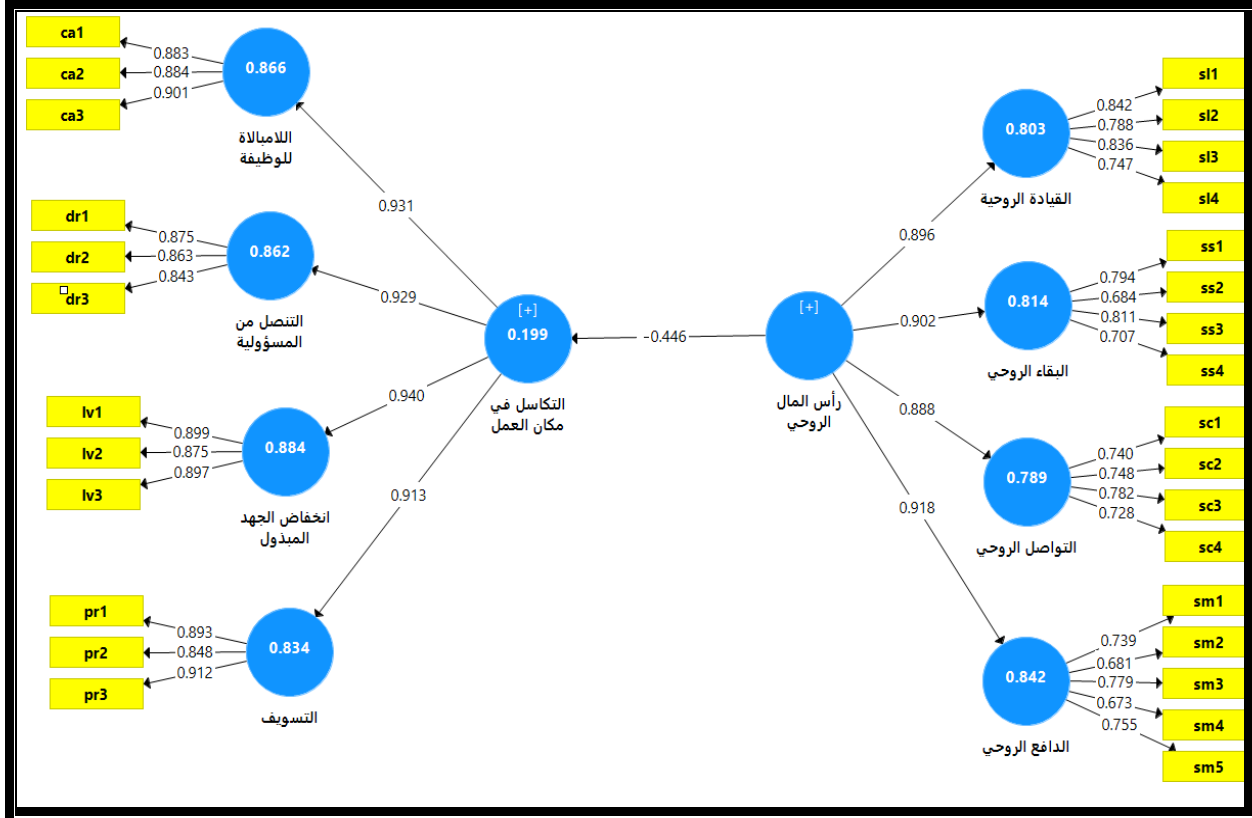 ca1
ca2
ca3
0.883
0.884
0.901
0.866
اللامبالاة
للوظيفة
0.931
dr1
dr2
dr3
0.875
0.863
0.843
0.862
التنصل من
المسؤولية
0.929
lv1
lv2
lv3
0.899
0.875
0.897
0.884
انخفاض الجهد
المبذول
0.940
pr1
pr2
pr3
0.893
0.848
0.912
0.834
التسويف
0.913
[+]
0.199
التكاسل في
مكان العمل
-0.446
[+]
رأس المال
الروحي
0.896
0.803
القيادة الروحية
0.842
0.788
0.836
0.747
sl1
sl2
sl3
sl4
0.902
0.814
البقاء الروحي
0.794
0.684
0.811
0.707
ss1
ss2
ss3
ss4
0.888
0.789
التواصل الروحي
0.740
0.748
0.782
0.728
sc1
sc2
sc3
sc4
0.918
0.842
الدافع الروحي
0.739
0.681
0.779
0.673
0.755
sm1
sm2
sm3
sm4
sm5